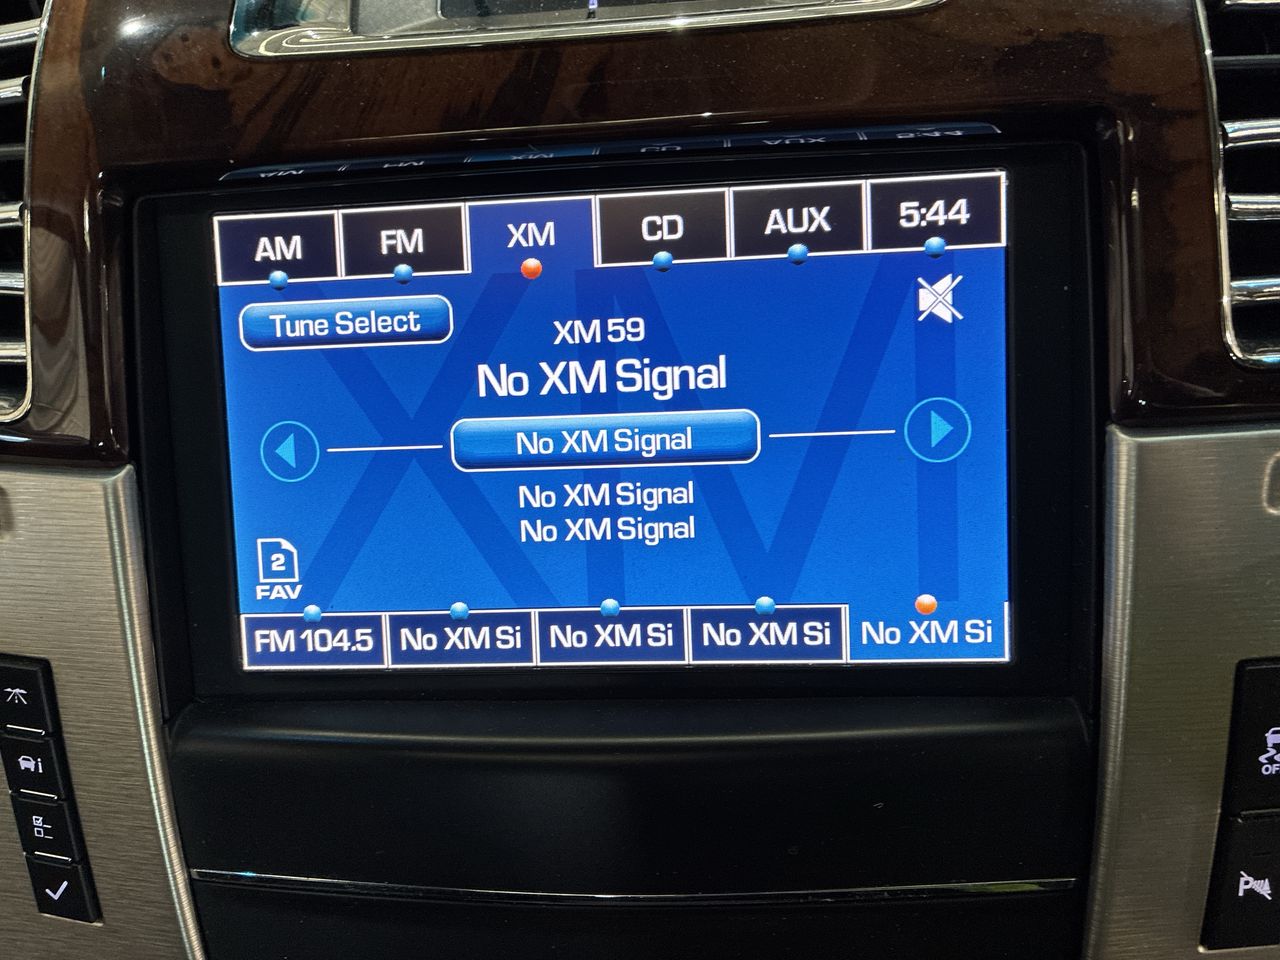 AM FM XM CD AUX 5:44
Tune Select
XM 59
No XM Signal
No XM Signal
No XM Signal
No XM Signal
2
FAV
FM 104.5 No XM Si No XM Si No XM Si No XM Si
i
OFF
P